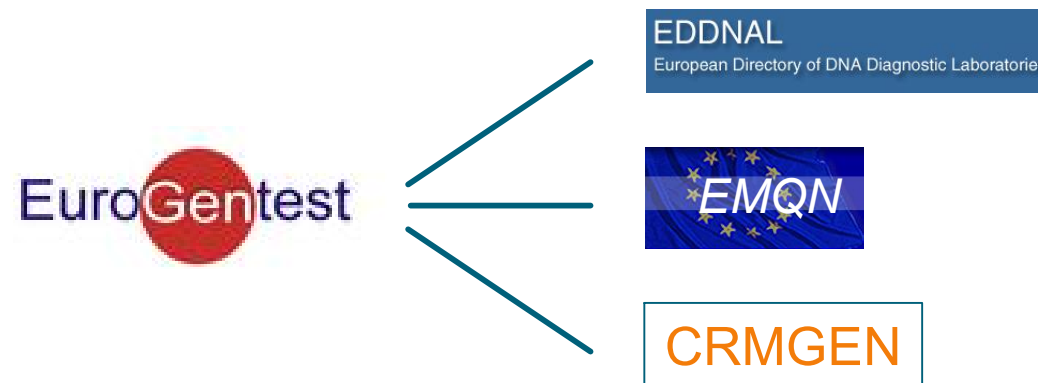 EuroGentest
EDDNAL
European Directory of DNA Diagnostic Laboratorie
EMQN
CRMGEN